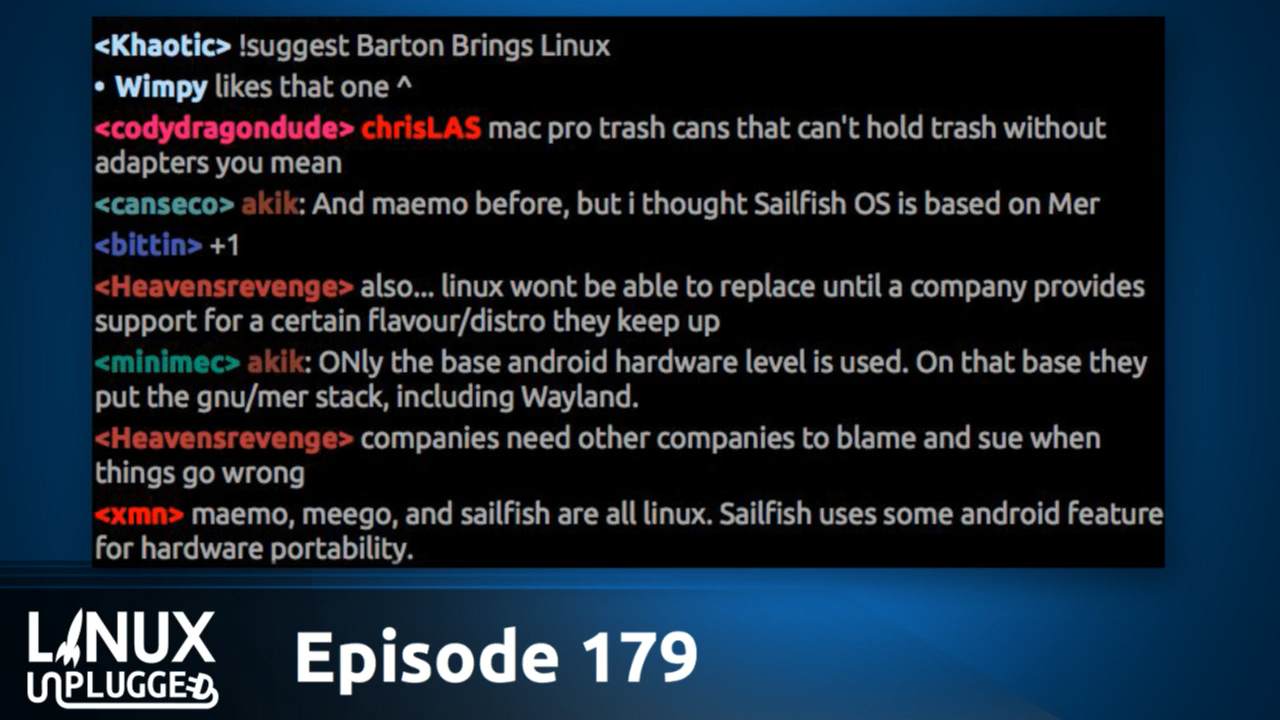 <Khaotic> !suggest Barton Brings Linux
• Wimpy likes that one ^
<codydragondude> chrisLAS mac pro trash cans that can't hold trash without
adapters you mean
<canseco> akik: And maemo before, but i thought Sailfish OS is based on Mer
<bittin> +1
<Heavensrevenge> also... linux wont be able to replace until a company provides
support for a certain flavour/distro they keep up
<minimec> akik: ONly the base android hardware level is used. On that base they
put the gnu/mer stack, including Wayland.
<Heavensrevenge> companies need other companies to blame and sue when
things go wrong
<xmn> maemo, meego, and sailfish are all linux. Sailfish uses some android feature
for hardware portability.
LINUX
UNPLUGGED
Episode 179